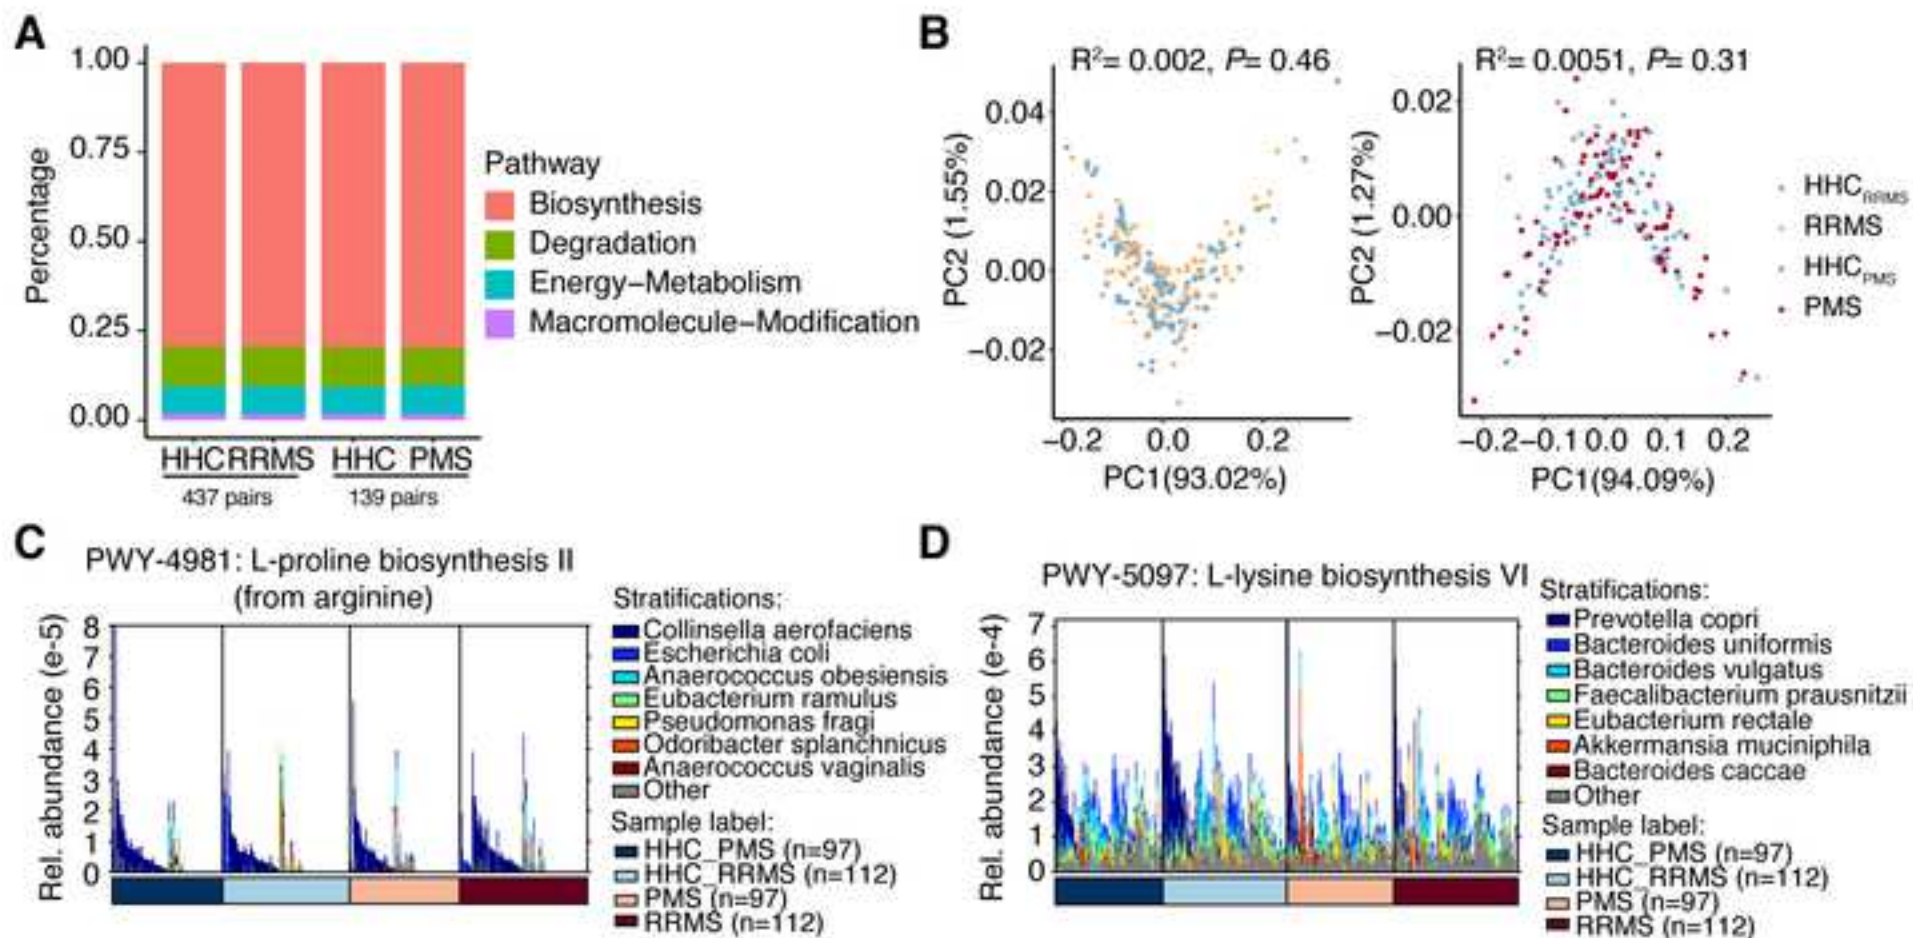 A
Percentage
1.00
0.75
0.50
0.25
0.00
HHC RRMS HHC PMS
437 pairs 139 pairs
Pathway
Biosynthesis
Degradation
Energy−Metabolism
Macromolecule−Modification
B
R²= 0.002, P= 0.46
PC2 (1.55%)
0.04
0.02
0.00
−0.02
−0.2 0.0 0.2
PC1(93.02%)
R²= 0.0051, P= 0.31
PC2 (1.27%)
0.02
0.00
−0.02
−0.2 −0.1 0.0 0.1 0.2
PC1(94.09%)
HHC RRMS
RRMS
HHC PMS
PMS
C
PWY-4981: L-proline biosynthesis II
(from arginine)
Rel. abundance (e-5)
8
7
6
5
4
3
2
1
0
Stratifications:
Collinsella aerofaciens
Escherichia coli
Anaerococcus obesiensis
Eubacterium ramulus
Pseudomonas fragi
Odoribacter splanchnicus
Anaerococcus vaginalis
Other
Sample label:
HHC_PMS (n=97)
HHC_RRMS (n=112)
PMS (n=97)
RRMS (n=112)
D
PWY-5097: L-lysine biosynthesis VI
Rel. abundance (e-4)
7
6
5
4
3
2
1
0
Stratifications:
Prevotella copri
Bacteroides uniformis
Bacteroides vulgatus
Faecalibacterium prausnitzii
Eubacterium rectale
Akkermansia muciniphila
Bacteroides caccae
Other
Sample label:
HHC_PMS (n=97)
HHC_RRMS (n=112)
PMS (n=97)
RRMS (n=112)